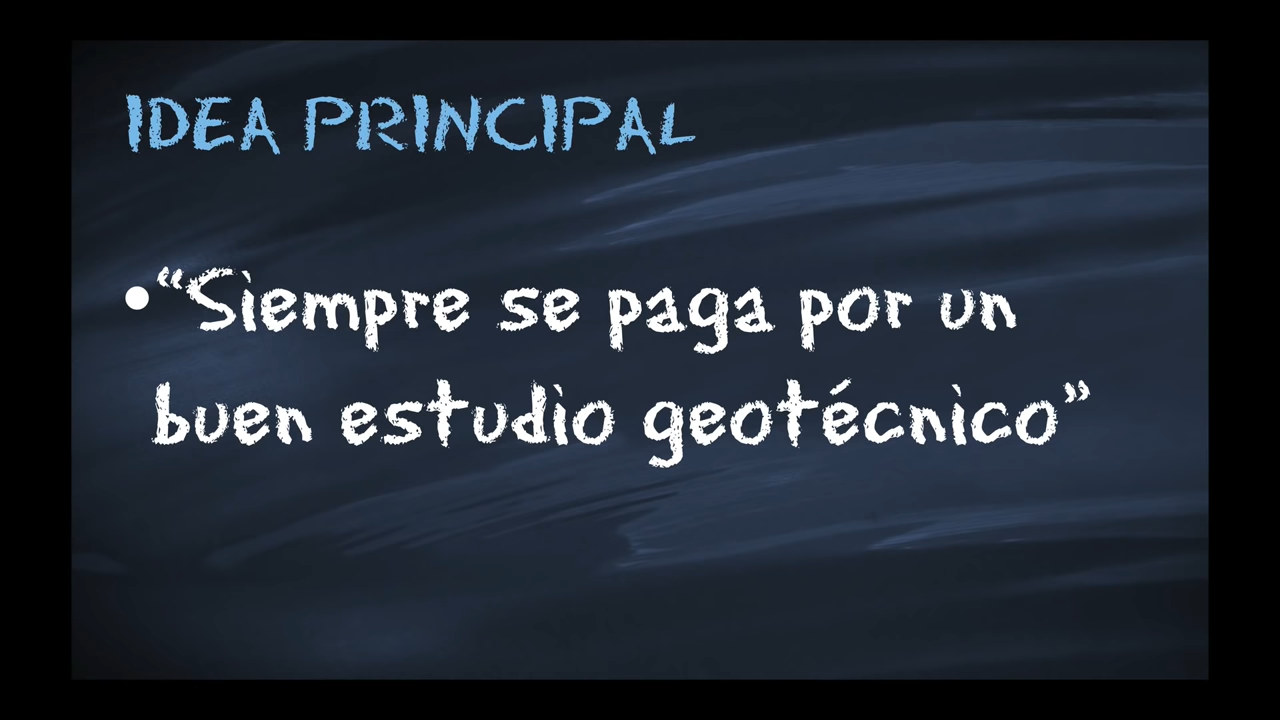 IDEA PRINCIPAL
•“Siempre se paga por un
buen estudio geotécnico”